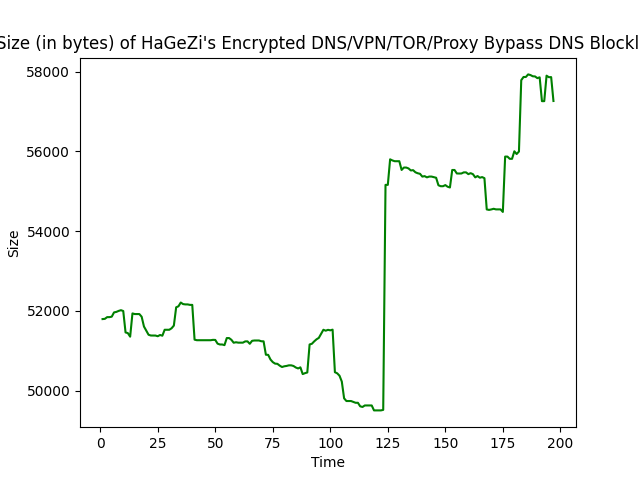 Size (in bytes) of HaGeZi's Encrypted DNS/VPN/TOR/Proxy Bypass DNS Blockl
58000
56000
54000
52000
50000
Size
0 25 50 75 100 125 150 175 200
Time